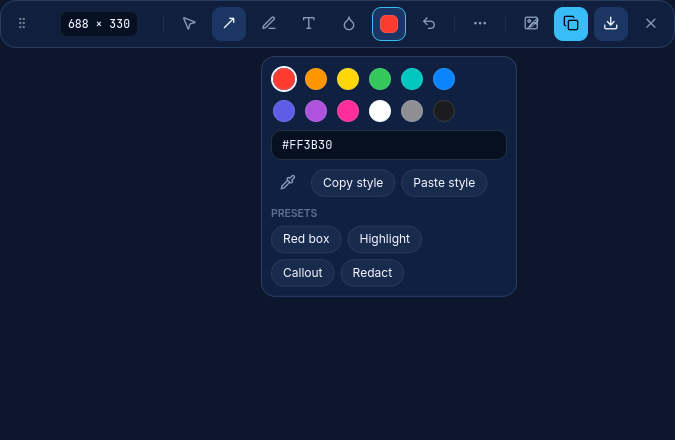 688 × 330
#FF3B30
Copy style
Paste style
PRESETS
Red box
Highlight
Callout
Redact